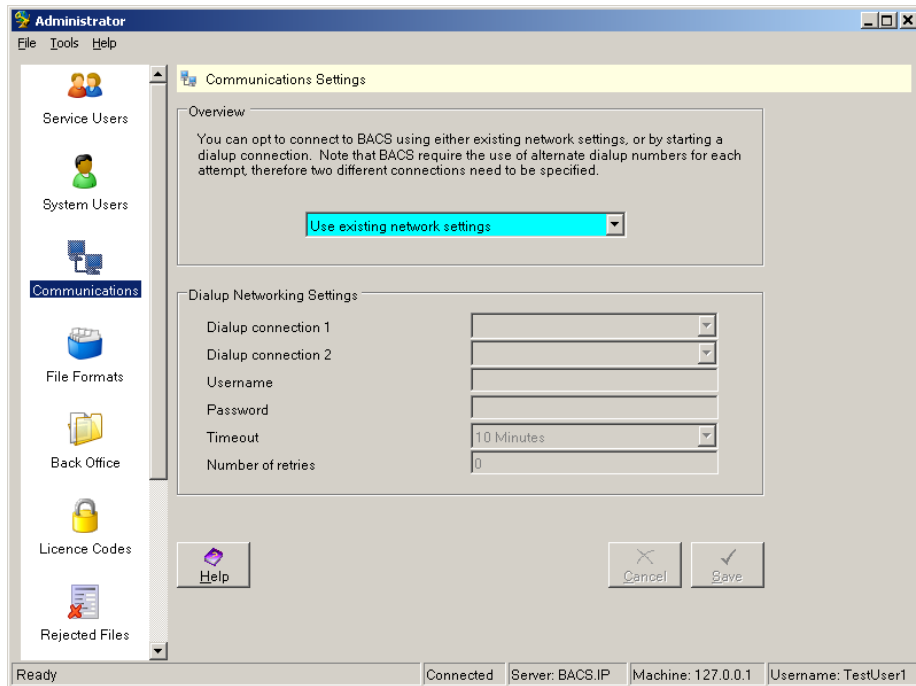 Administrator
File Tools Help
Service Users
System Users
Communications
File Formats
Back Office
Licence Codes
Rejected Files
Communications Settings
Overview
You can opt to connect to BACS using either existing network settings, or by starting a
dialup connection. Note that BACS require the use of alternate dialup numbers for each
attempt, therefore two different connections need to be specified.
Use existing network settings
Dialup Networking Settings
Dialup connection 1
Dialup connection 2
Username
Password
Timeout 10 Minutes
Number of retries 0
Help Cancel Save
Ready Connected Server: BACS.IP Machine: 127.0.0.1 Username: TestUser1